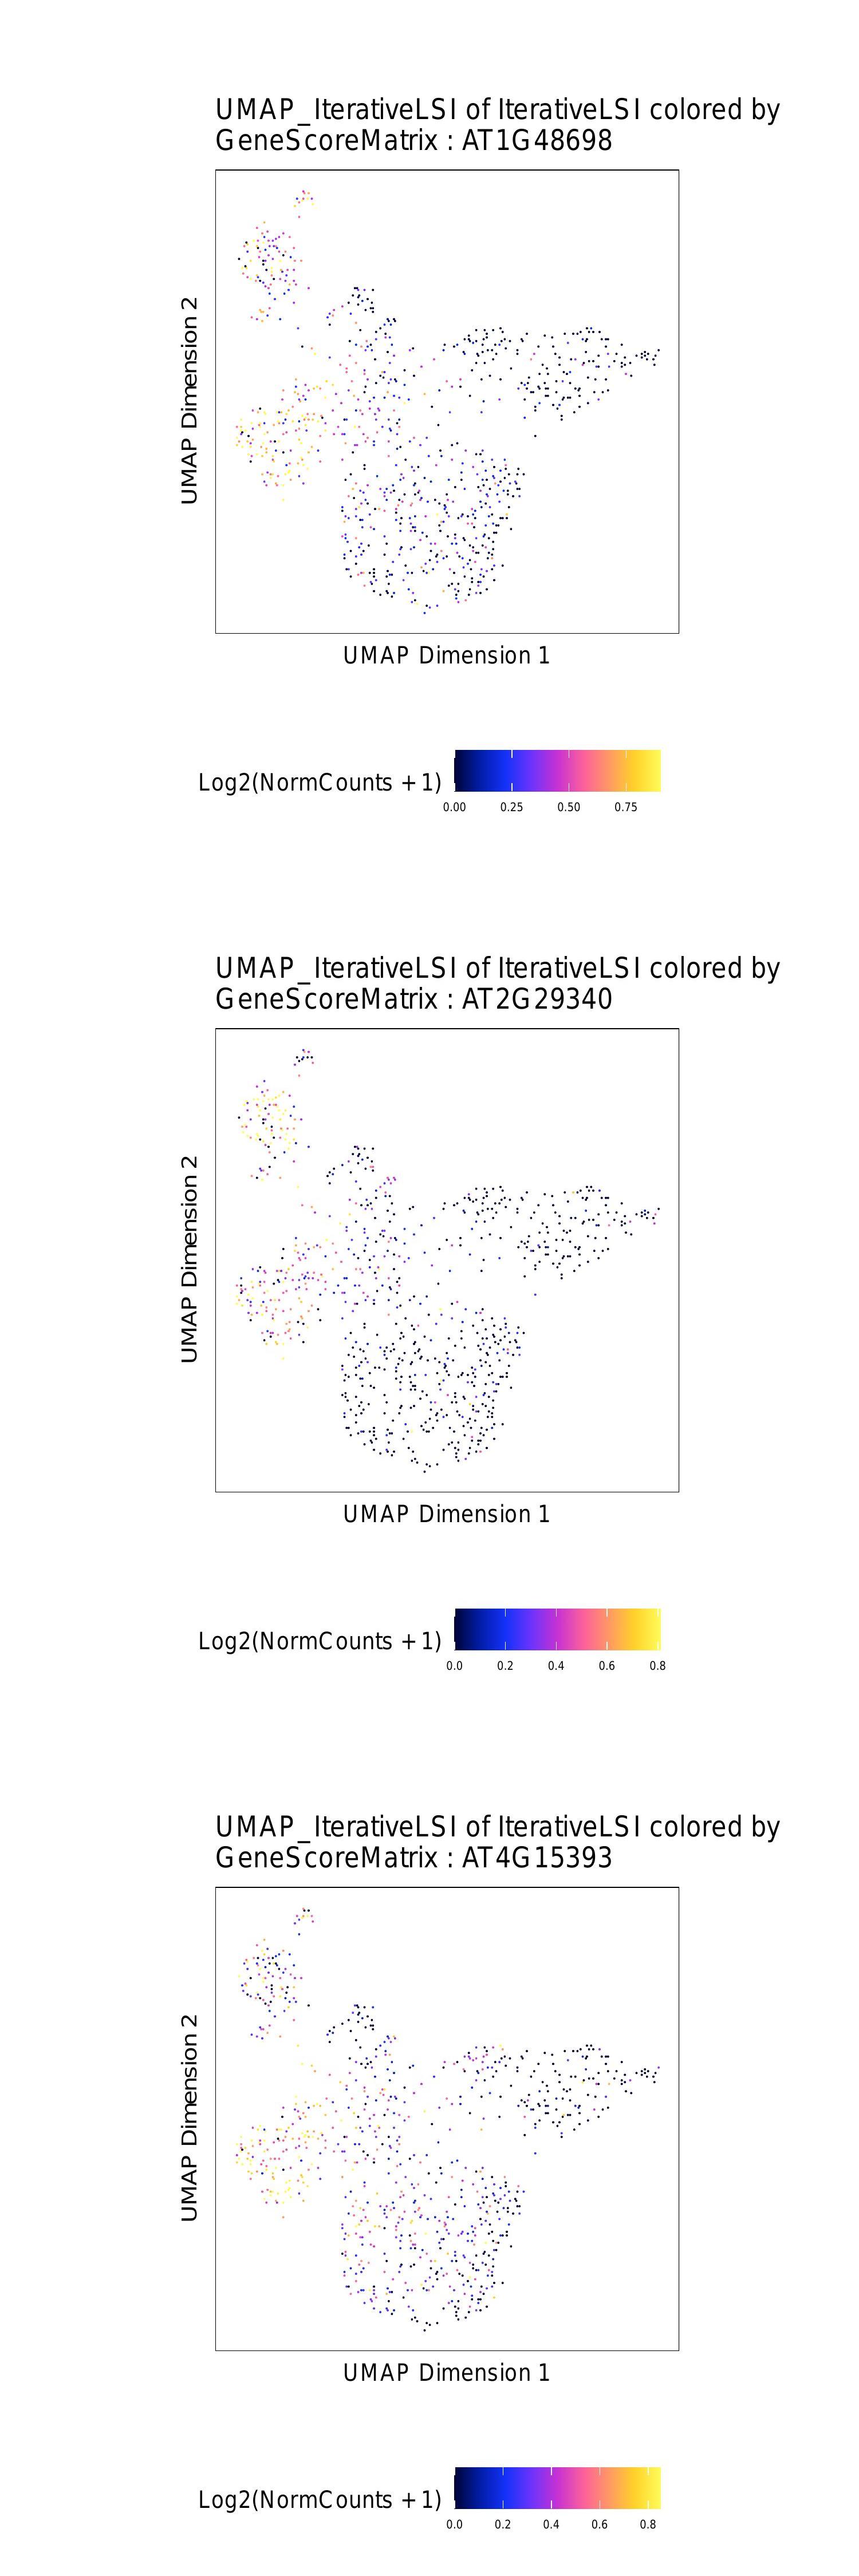 UMAP_IterativeLSI of IterativeLSI colored by
GeneScoreMatrix : AT1G48698
UMAP Dimension 2
UMAP Dimension 1
Log2(NormCounts + 1)
0.00 0.25 0.50 0.75
UMAP_IterativeLSI of IterativeLSI colored by
GeneScoreMatrix : AT2G29340
UMAP Dimension 2
UMAP Dimension 1
Log2(NormCounts + 1)
0.0 0.2 0.4 0.6 0.8
UMAP_IterativeLSI of IterativeLSI colored by
GeneScoreMatrix : AT4G15393
UMAP Dimension 2
UMAP Dimension 1
Log2(NormCounts + 1)
0.0 0.2 0.4 0.6 0.8